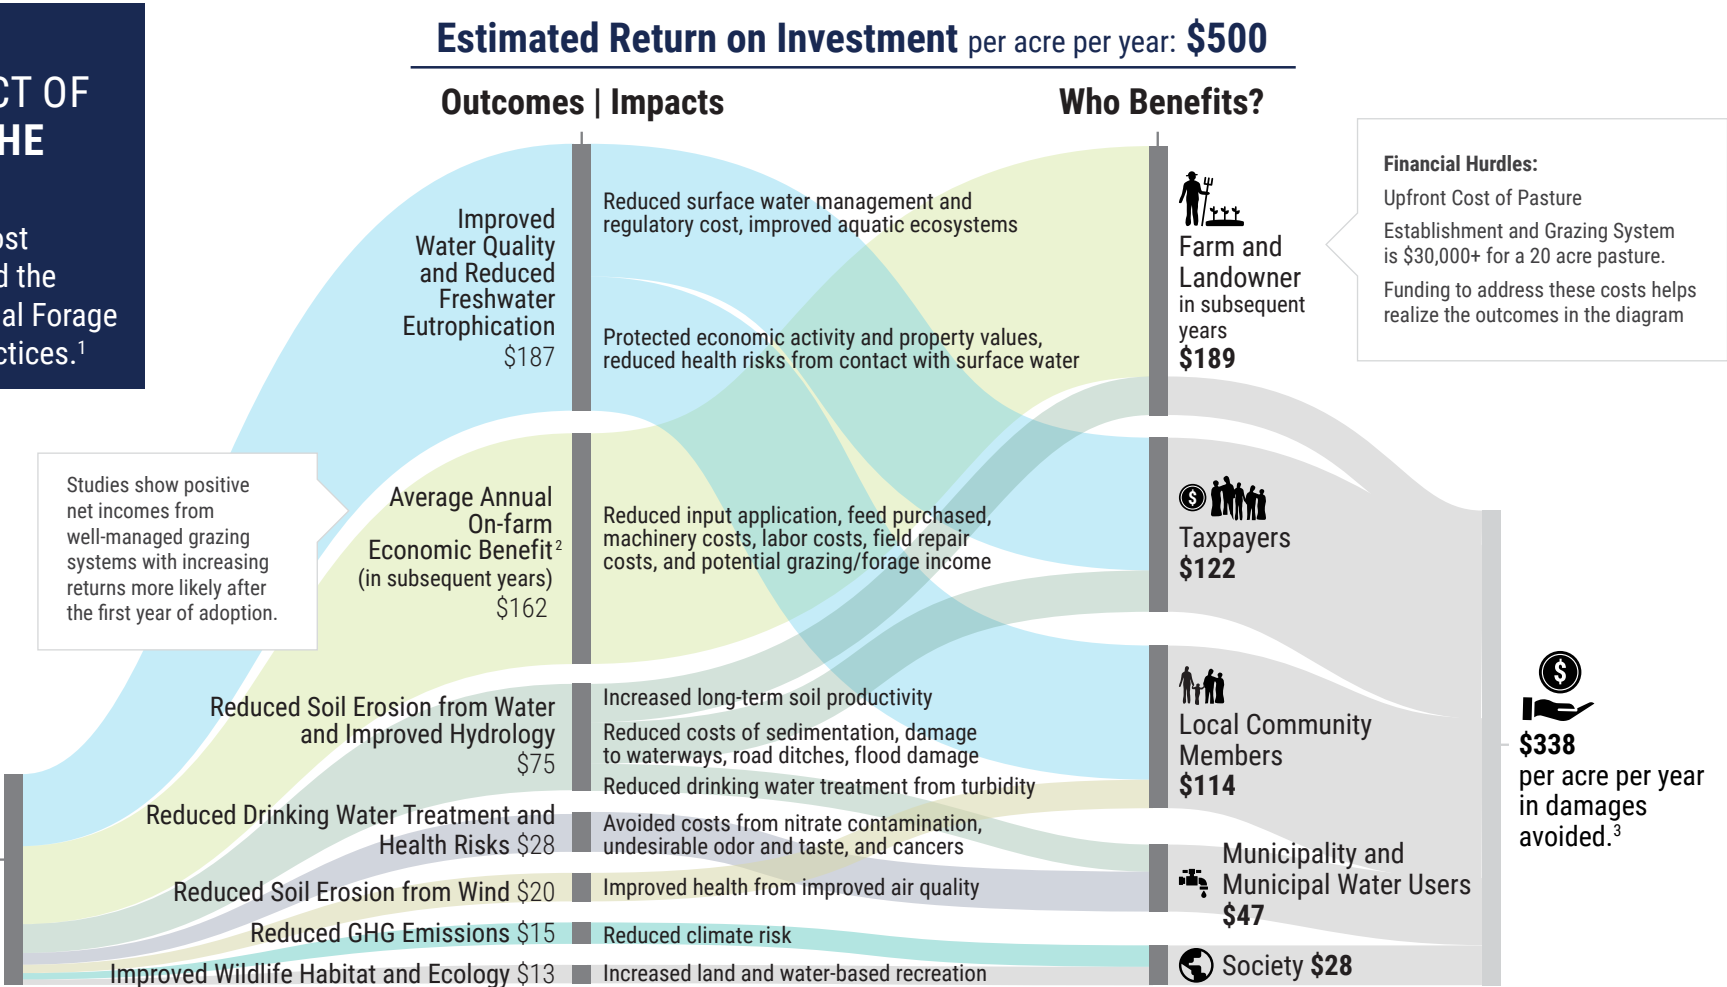 Estimated Return on Investment per acre per year: $500
CT OF
HE
ost
d the
al Forage
ctices.1
Outcomes | Impacts
Who Benefits?
Improved
Water Quality
and Reduced
Freshwater
Eutrophication
$187
Reduced surface water management and
regulatory cost, improved aquatic ecosystems
Protected economic activity and property values,
reduced health risks from contact with surface water
Farm and
Landowner
in subsequent
years
$189
Financial Hurdles:
Upfront Cost of Pasture
Establishment and Grazing System
is $30,000+ for a 20 acre pasture.
Funding to address these costs helps
realize the outcomes in the diagram
Studies show positive
net incomes from
well-managed grazing
systems with increasing
returns more likely after
the first year of adoption.
Average Annual
On-farm
Economic Benefit2
(in subsequent years)
$162
Reduced input application, feed purchased,
machinery costs, labor costs, field repair
costs, and potential grazing/forage income
$
Taxpayers
$122
Reduced Soil Erosion from Water
and Improved Hydrology
$75
Increased long-term soil productivity
Reduced costs of sedimentation, damage
to waterways, road ditches, flood damage
Reduced drinking water treatment from turbidity
Local Community
Members
$114
$
$338
per acre per year
in damages
avoided.3
Reduced Drinking Water Treatment and
Health Risks $28
Avoided costs from nitrate contamination,
undesirable odor and taste, and cancers
Municipality and
Municipal Water Users
$47
Reduced Soil Erosion from Wind $20
Improved health from improved air quality
Reduced GHG Emissions $15
Reduced climate risk
Society $28
Improved Wildlife Habitat and Ecology $13
Increased land and water-based recreation